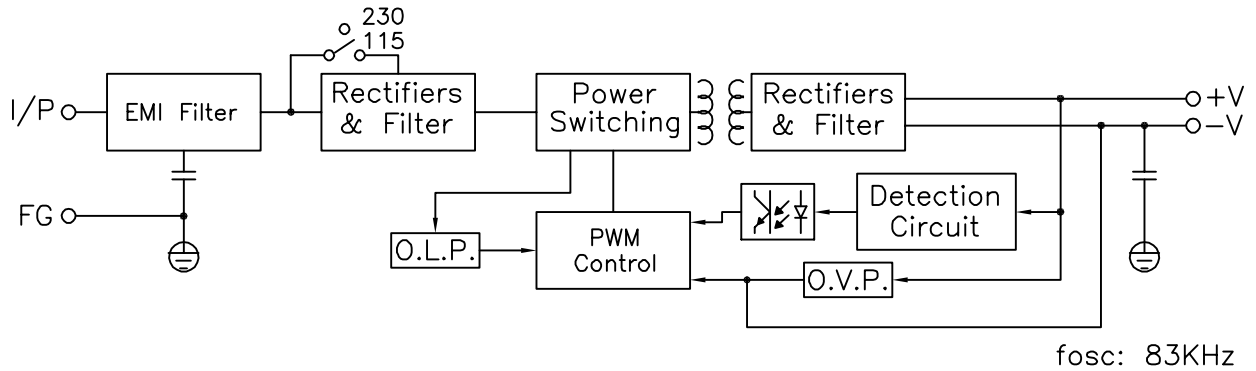 230
115
I/P
EMI Filter
Rectifiers
& Filter
Power
Switching
Rectifiers
& Filter
+V
-V
FG
O.L.P.
PWM
Control
Detection
Circuit
O.V.P.
fosc: 83KHz